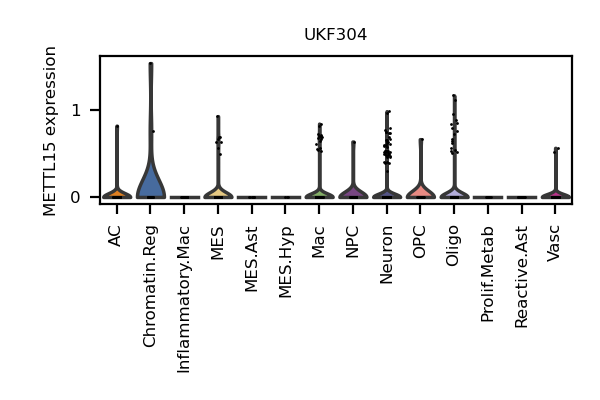 UKF304
METTL15 expression
1
0
AC
Chromatin.Reg
Inflammatory.Mac
MES
MES.Ast
MES.Hyp
Mac
NPC
Neuron
OPC
Oligo
Prolif.Metab
Reactive.Ast
Vasc